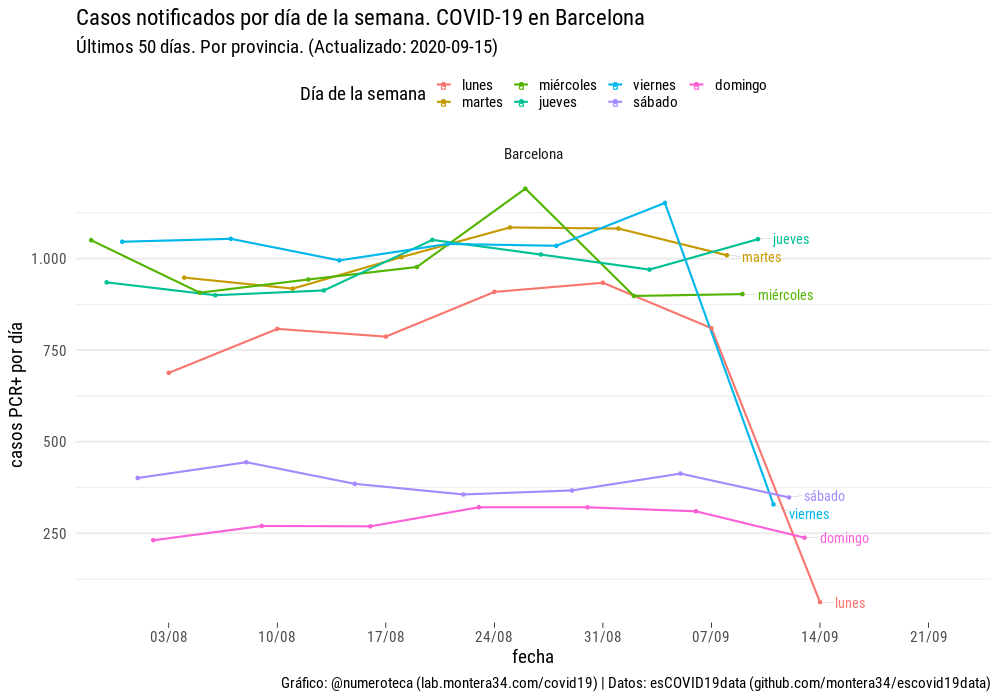 Casos notificados por día de la semana. COVID-19 en Barcelona
Últimos 50 días. Por provincia. (Actualizado: 2020-09-15)
Día de la semana
lunes
martes
miércoles
jueves
viernes
sábado
domingo
Barcelona
casos PCR+ por día
1.000
750
500
250
jueves
martes
miércoles
sábado
viernes
domingo
lunes
03/08 10/08 17/08 24/08 31/08 07/09 14/09 21/09
fecha
Gráfico: @numeroteca (lab.montera34.com/covid19) | Datos: esCOVID19data (github.com/montera34/escovid19data)